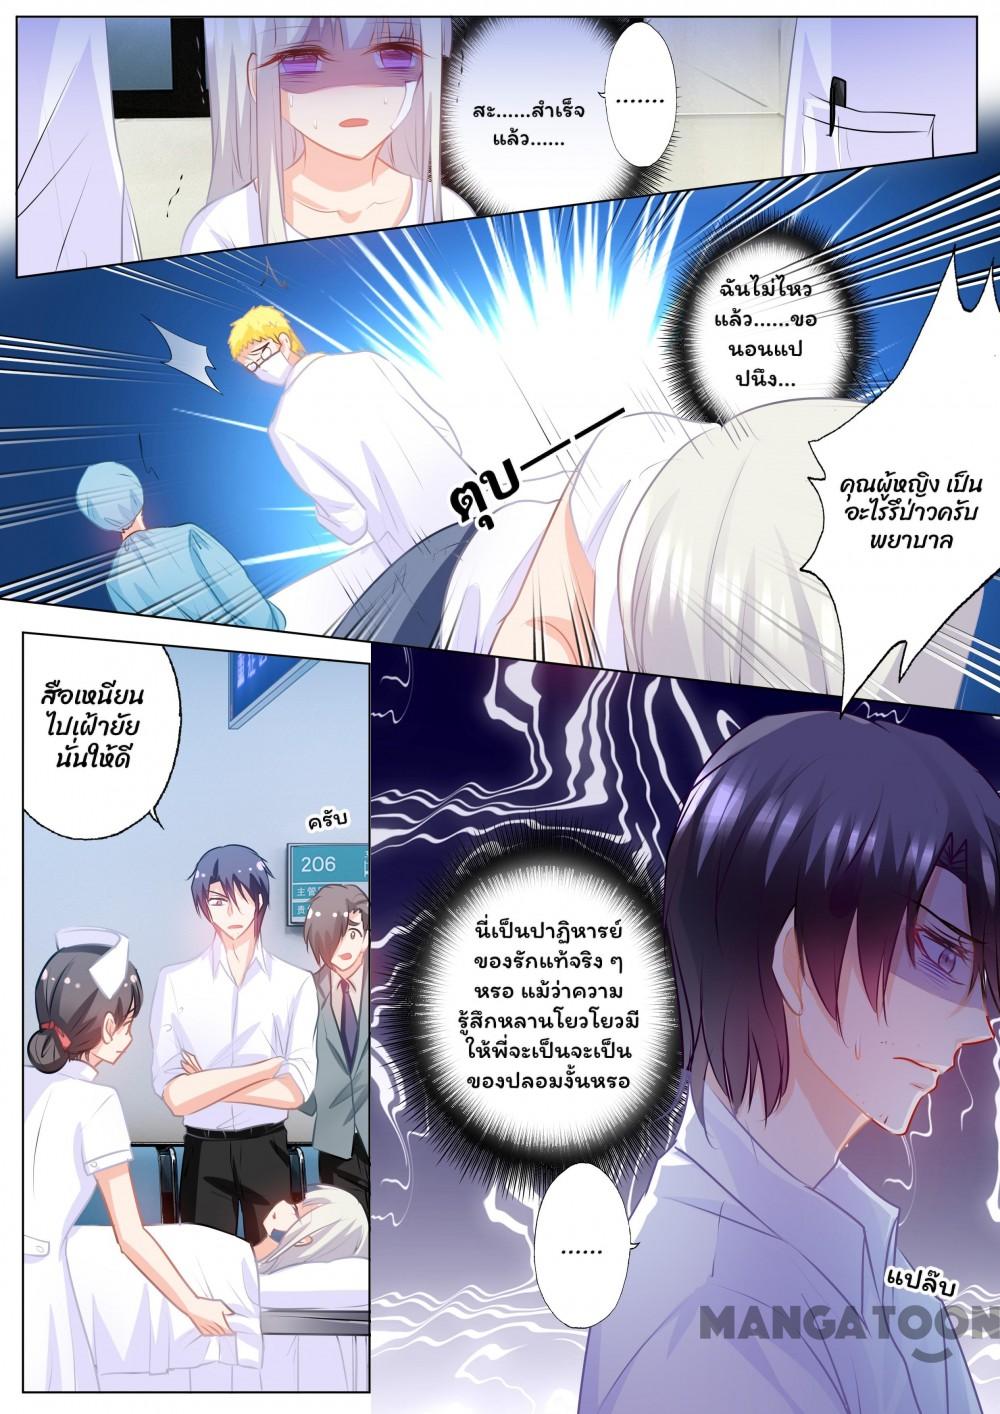 สะ......สำเร็จ
แล้ว......
.......
ฉันไม่ไหว
แล้ว......ขอ
นอนแป
ปนึง...
ตุบ
คุณผู้หญิง เป็น
อะไรรึป่าวครับ
พยาบาล
สือเหนียน
ไปเฝ้ายัย
นั่นให้ดี
ครับ
206
主管
责
นี่เป็นปาฏิหารย์
ของรักแท้จริง ๆ
หรอ แม้ว่าความ
รู้สึกหลานโยวโยวมี
ให้พี่จะเป็นจะเป็น
ของปลอมงั้นหรอ
......
แปล๊บ
MANGATOON